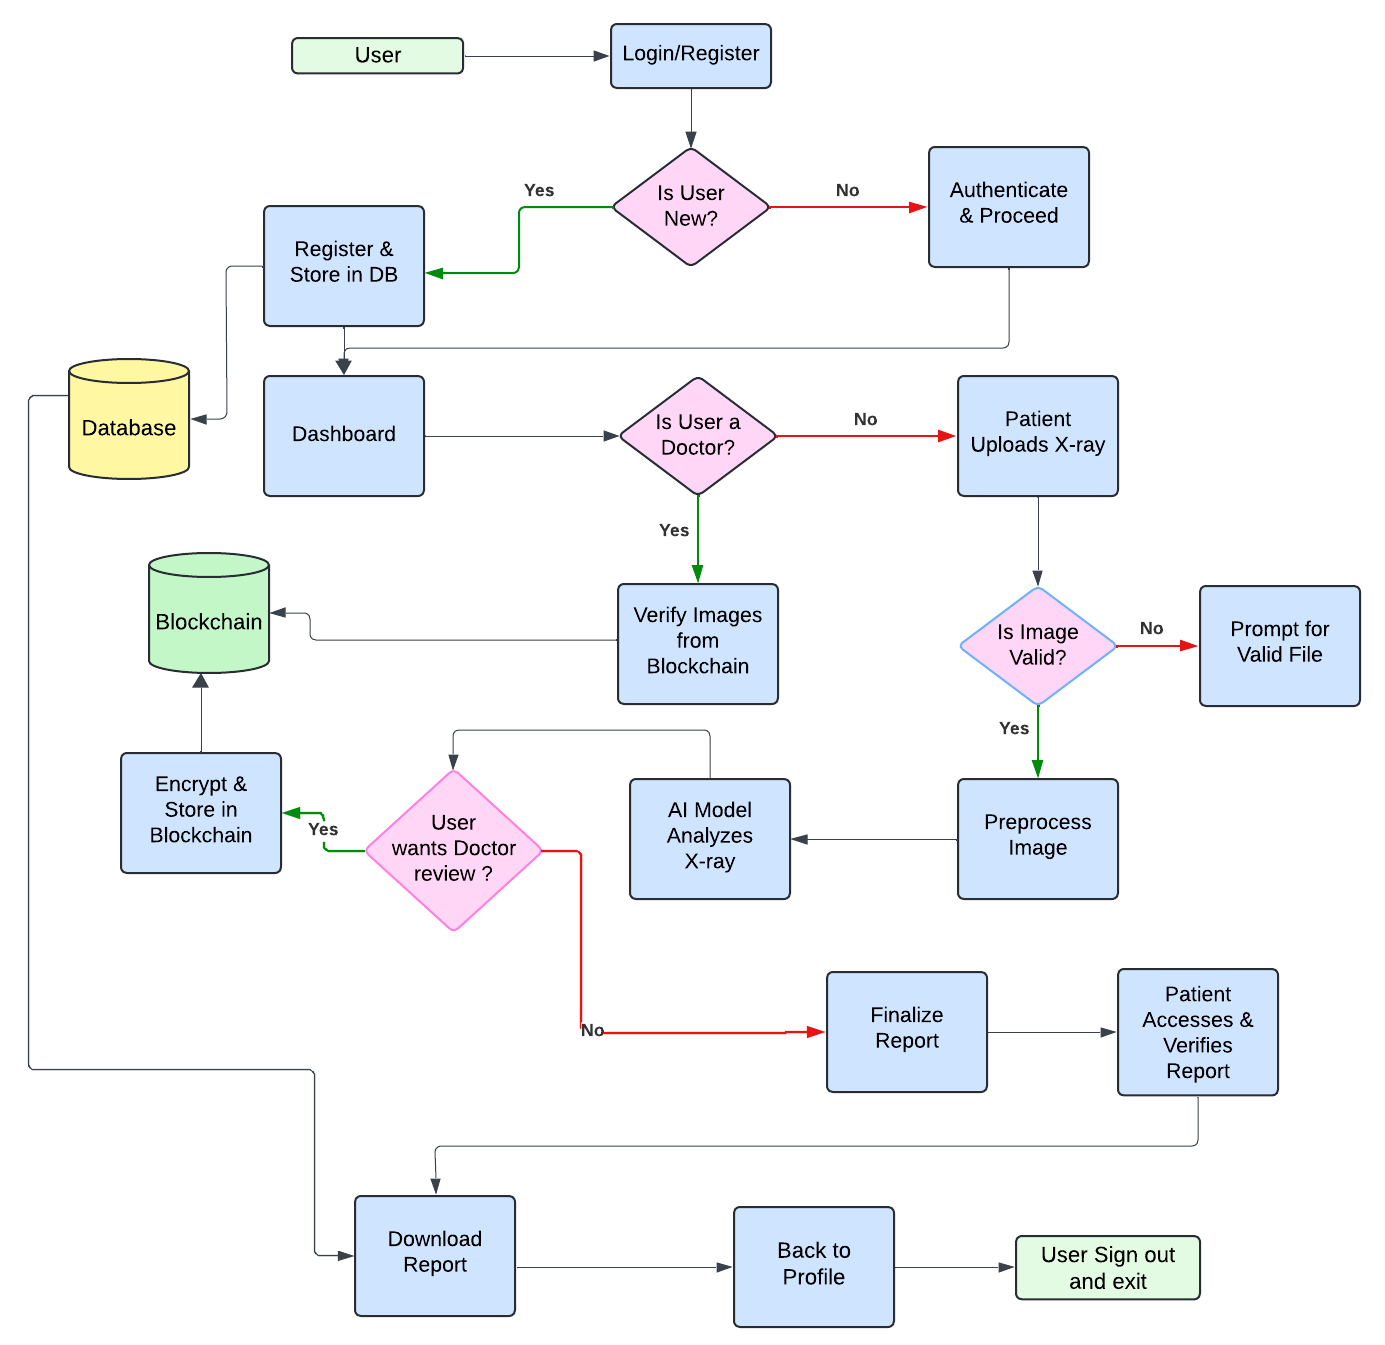 User
Login/Register
Is User
New?
Yes
No
Authenticate
& Proceed
Register &
Store in DB
Database
Dashboard
Is User a
Doctor?
No
Patient
Uploads X-ray
Yes
Blockchain
Verify Images
from
Blockchain
Is Image
Valid?
No
Prompt for
Valid File
Yes
Encrypt &
Store in
Blockchain
Yes
User
wants Doctor
review ?
AI Model
Analyzes
X-ray
Preprocess
Image
No
Finalize
Report
Patient
Accesses &
Verifies
Report
Download
Report
Back to
Profile
User Sign out
and exit